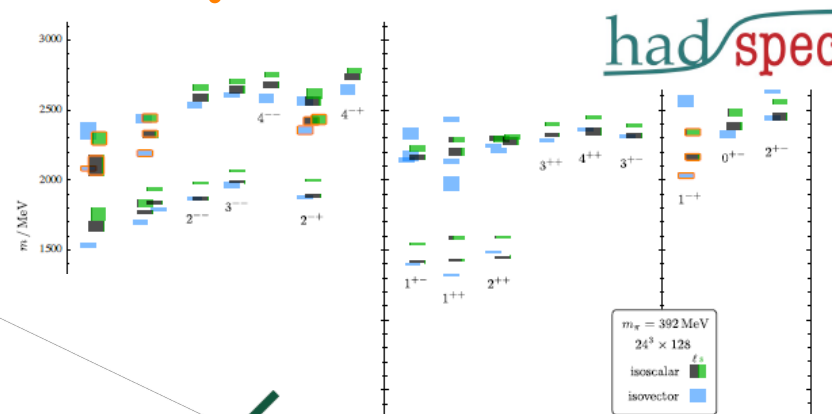 hadspec
3000
2500
2000
1500
m / MeV
4⁻⁻
4⁻⁺
2⁻⁻
3⁻⁻
2⁻⁺
3⁺⁺
4⁺⁺
3⁺⁻
1⁺⁻
1⁺⁺
2⁺⁺
0⁺⁻
2⁺⁻
1⁻⁺
m_π = 392 MeV
24³ × 128
ℓ s
isoscalar
isovector